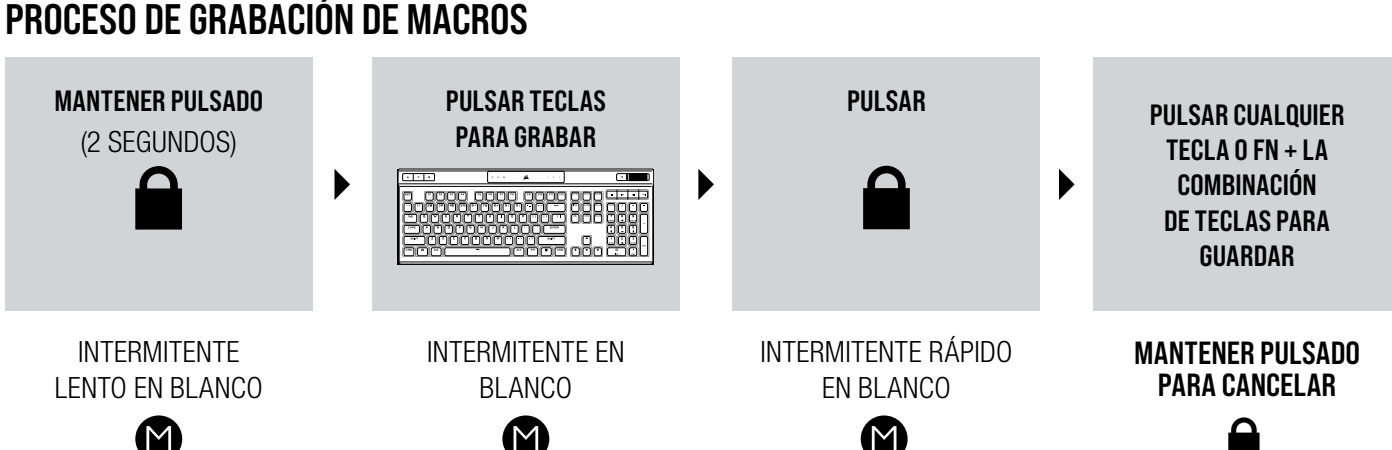 PROCESO DE GRABACIÓN DE MACROS
MANTENER PULSADO
(2 SEGUNDOS)
PULSAR TECLAS
PARA GRABAR
PULSAR
PULSAR CUALQUIER
TECLA O FN + LA
COMBINACIÓN
DE TECLAS PARA
GUARDAR
INTERMITENTE
LENTO EN BLANCO
INTERMITENTE EN
BLANCO
INTERMITENTE RÁPIDO
EN BLANCO
MANTENER PULSADO
PARA CANCELAR
M
M
M